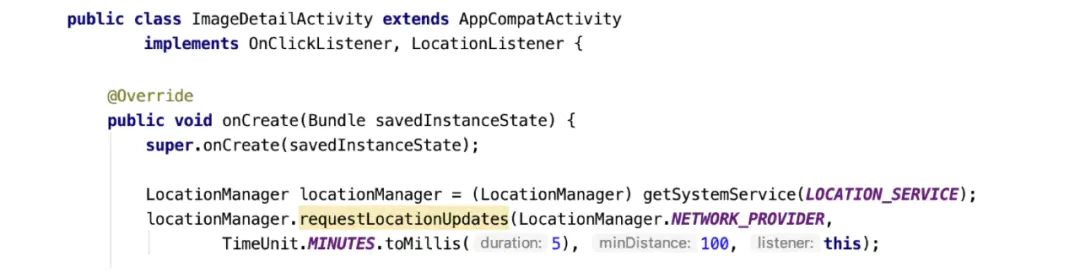 public class ImageDetailActivity extends AppCompatActivity
implements OnClickListener, LocationListener {
@Override
public void onCreate(Bundle savedInstanceState) {
super.onCreate(savedInstanceState);
LocationManager locationManager = (LocationManager) getSystemService(LOCATION_SERVICE);
locationManager.requestLocationUpdates(LocationManager.NETWORK_PROVIDER,
TimeUnit.MINUTES.toMillis( duration: 5), minDistance: 100, listener: this);